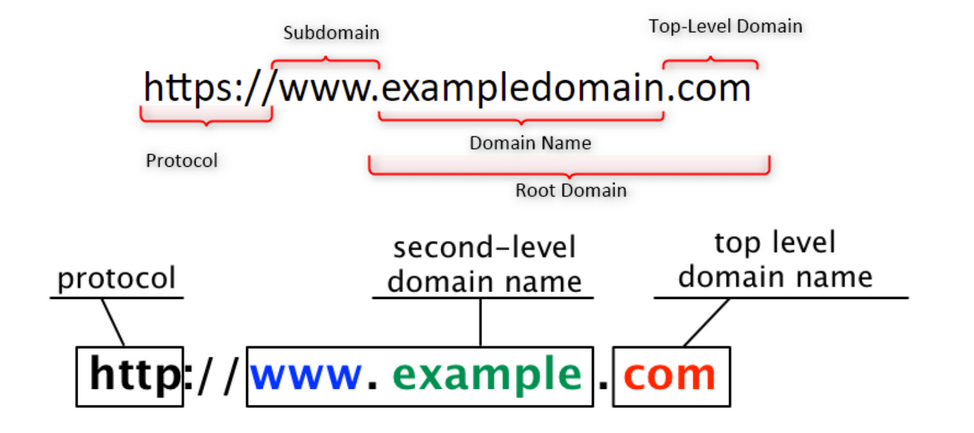 Subdomain
Top-Level Domain
https://www.exampledomain.com
Domain Name
Protocol
Root Domain
protocol
second-level
domain name
top level
domain name
http://www. example . com